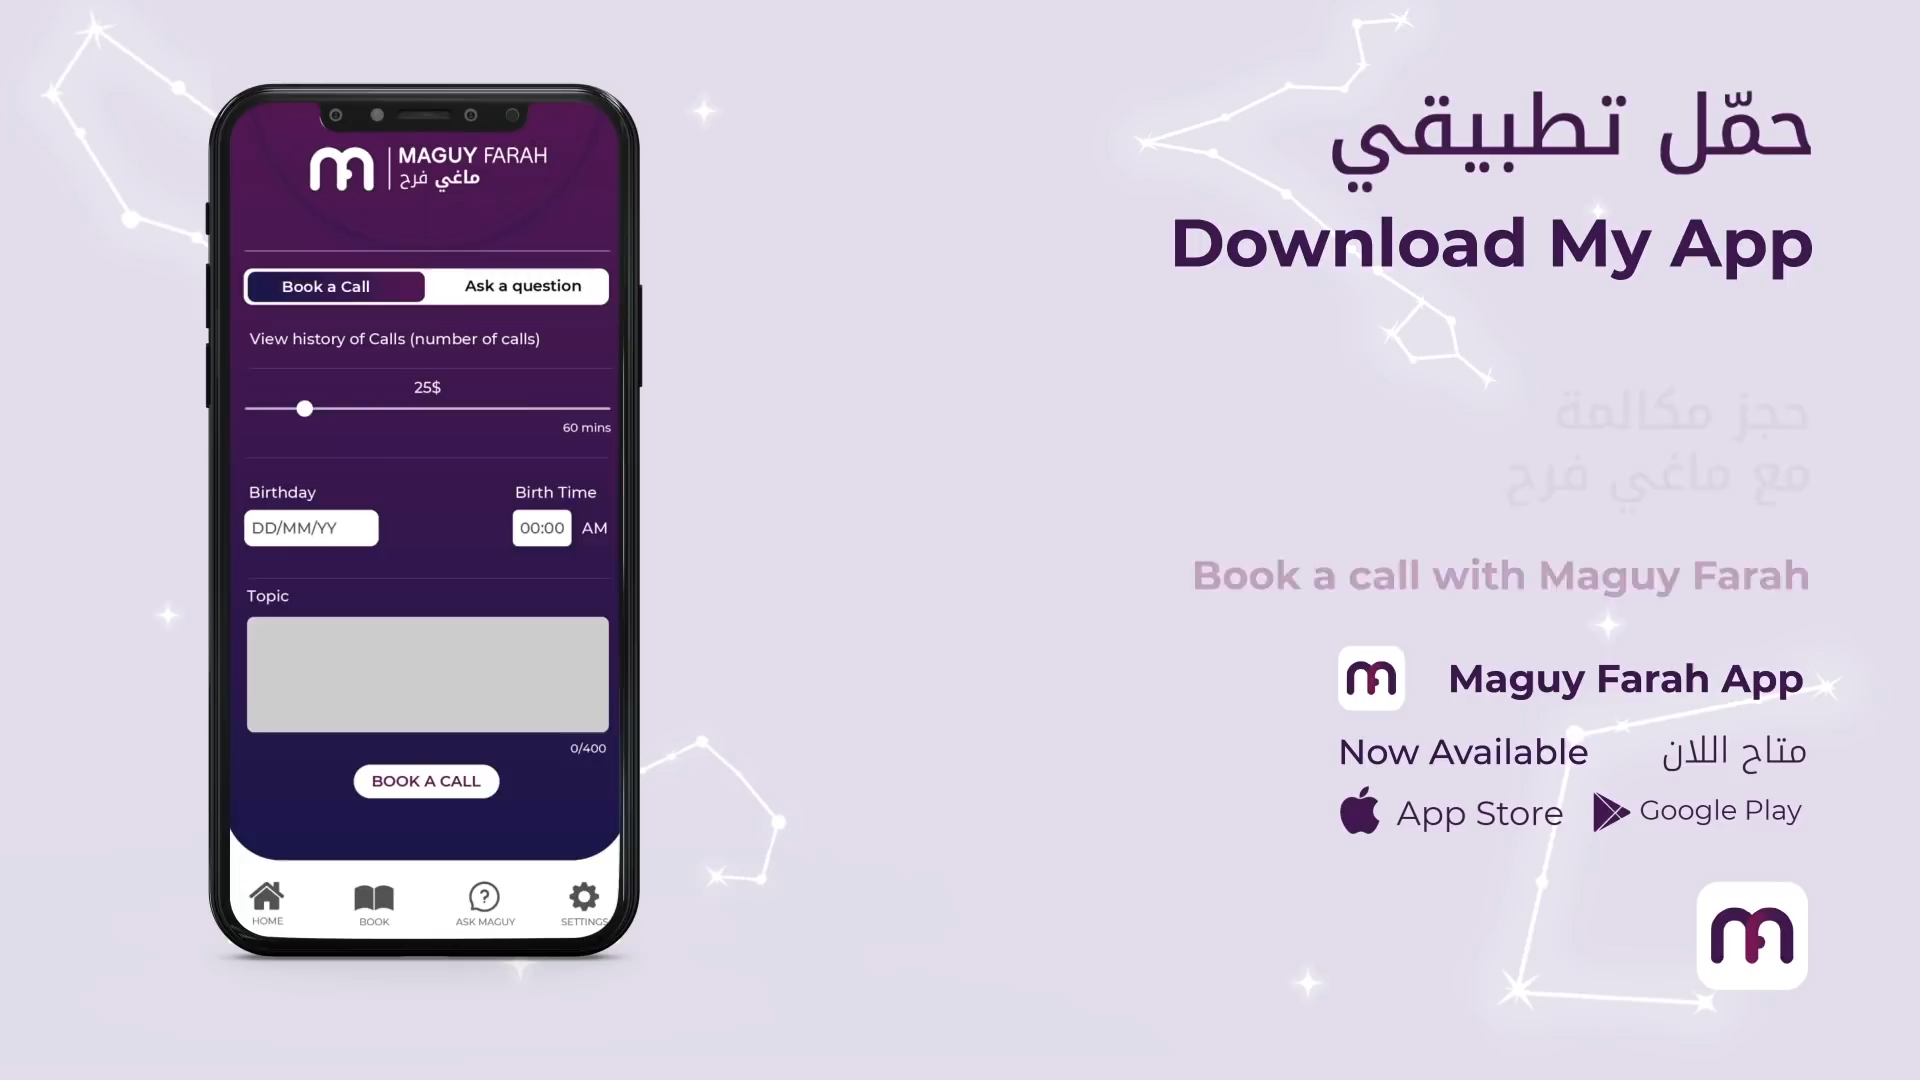 MAGUY FARAH
ماغي فرح
Book a Call
Ask a question
View history of Calls (number of calls)
25$
60 mins
Birthday
Birth Time
DD/MM/YY
00:00 AM
Topic
0/400
BOOK A CALL
HOME
BOOK
ASK MAGUY
SETTINGS
حمّل تطبيقي
Download My App
حجز مكالمة
مع ماغي فرح
Book a call with Maguy Farah
Maguy Farah App
Now Available
متاح اللان
App Store
Google Play